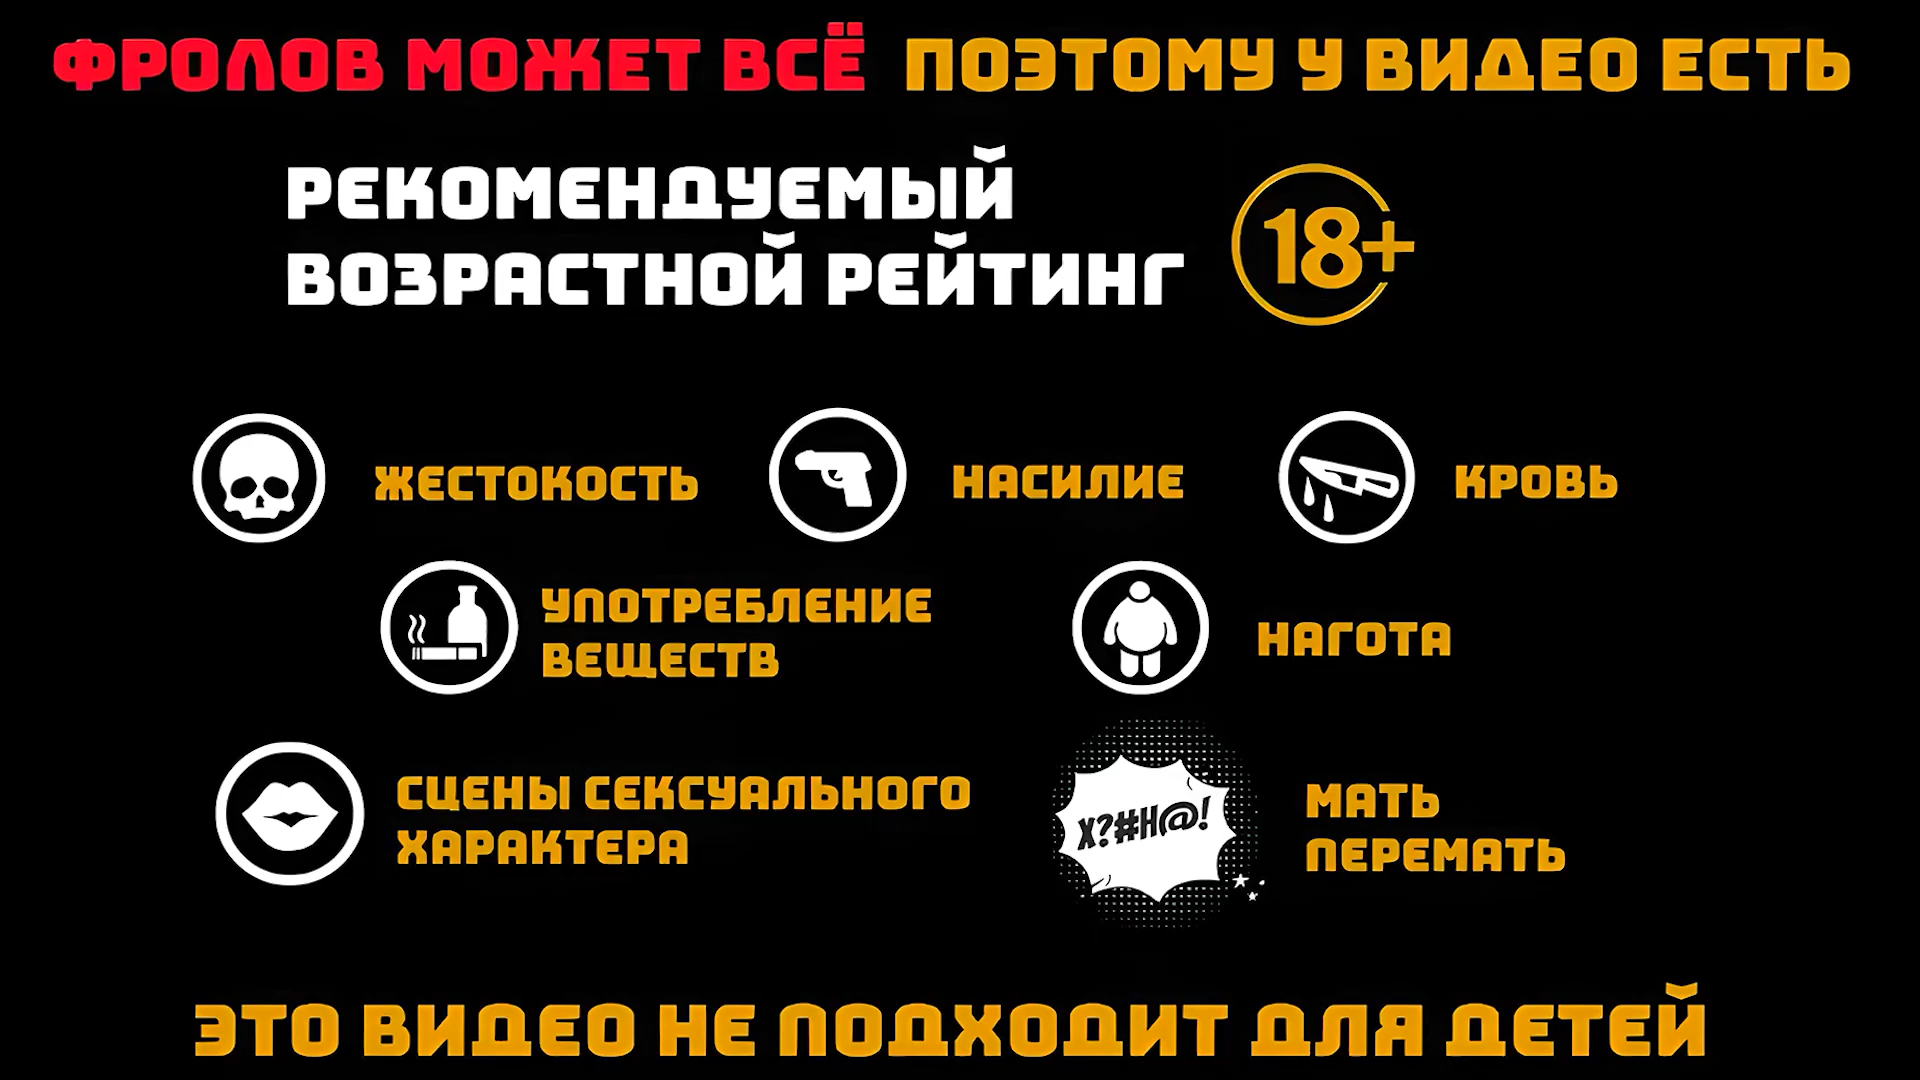 ФРОЛОВ МОЖЕТ ВСЁ ПОЭТОМУ У ВИДЕО ЕСТЬ
РЕКОМЕНДУЕМЫЙ
ВОЗРАСТНОЙ РЕЙТИНГ
18+
ЖЕСТОКОСТЬ
НАСИЛИЕ
КРОВЬ
УПОТРЕБЛЕНИЕ
ВЕЩЕСТВ
НАГОТА
СЦЕНЫ СЕКСУАЛЬНОГО
ХАРАКТЕРА
Х?#Н@!
МАТЬ
ПЕРЕМАТЬ
ЭТО ВИДЕО НЕ ПОДХОДИТ ДЛЯ ДЕТЕЙ